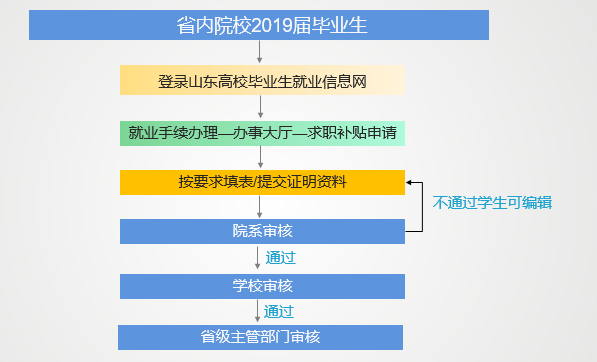 省内院校2019届毕业生
登录山东高校毕业生就业信息网
就业手续办理—办事大厅—求职补贴申请
按要求填表/提交证明资料
不通过学生可编辑
院系审核
通过
学校审核
通过
省级主管部门审核